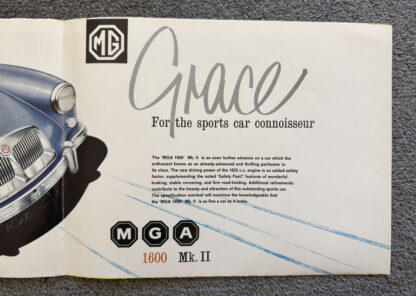 MG
Grace
For the sports car connoisseur
The 'MGA 1600' Mk. II is an even further advance on a car which the
enthusiast knows as an already-advanced and thrilling performer in
its class. The new driving power of the 1622 c.c. engine is an added safety
factor, supplementing the noted 'Safety Fast' features of wonderful
braking, stable cornering, and firm road-holding. Additional refinements
contribute to the beauty and attraction of this outstanding sports car.
The specification overleaf will convince the knowledgeable that
the 'MGA 1600' Mk. II is as fine a car as it looks.
M G A
1600 Mk. II